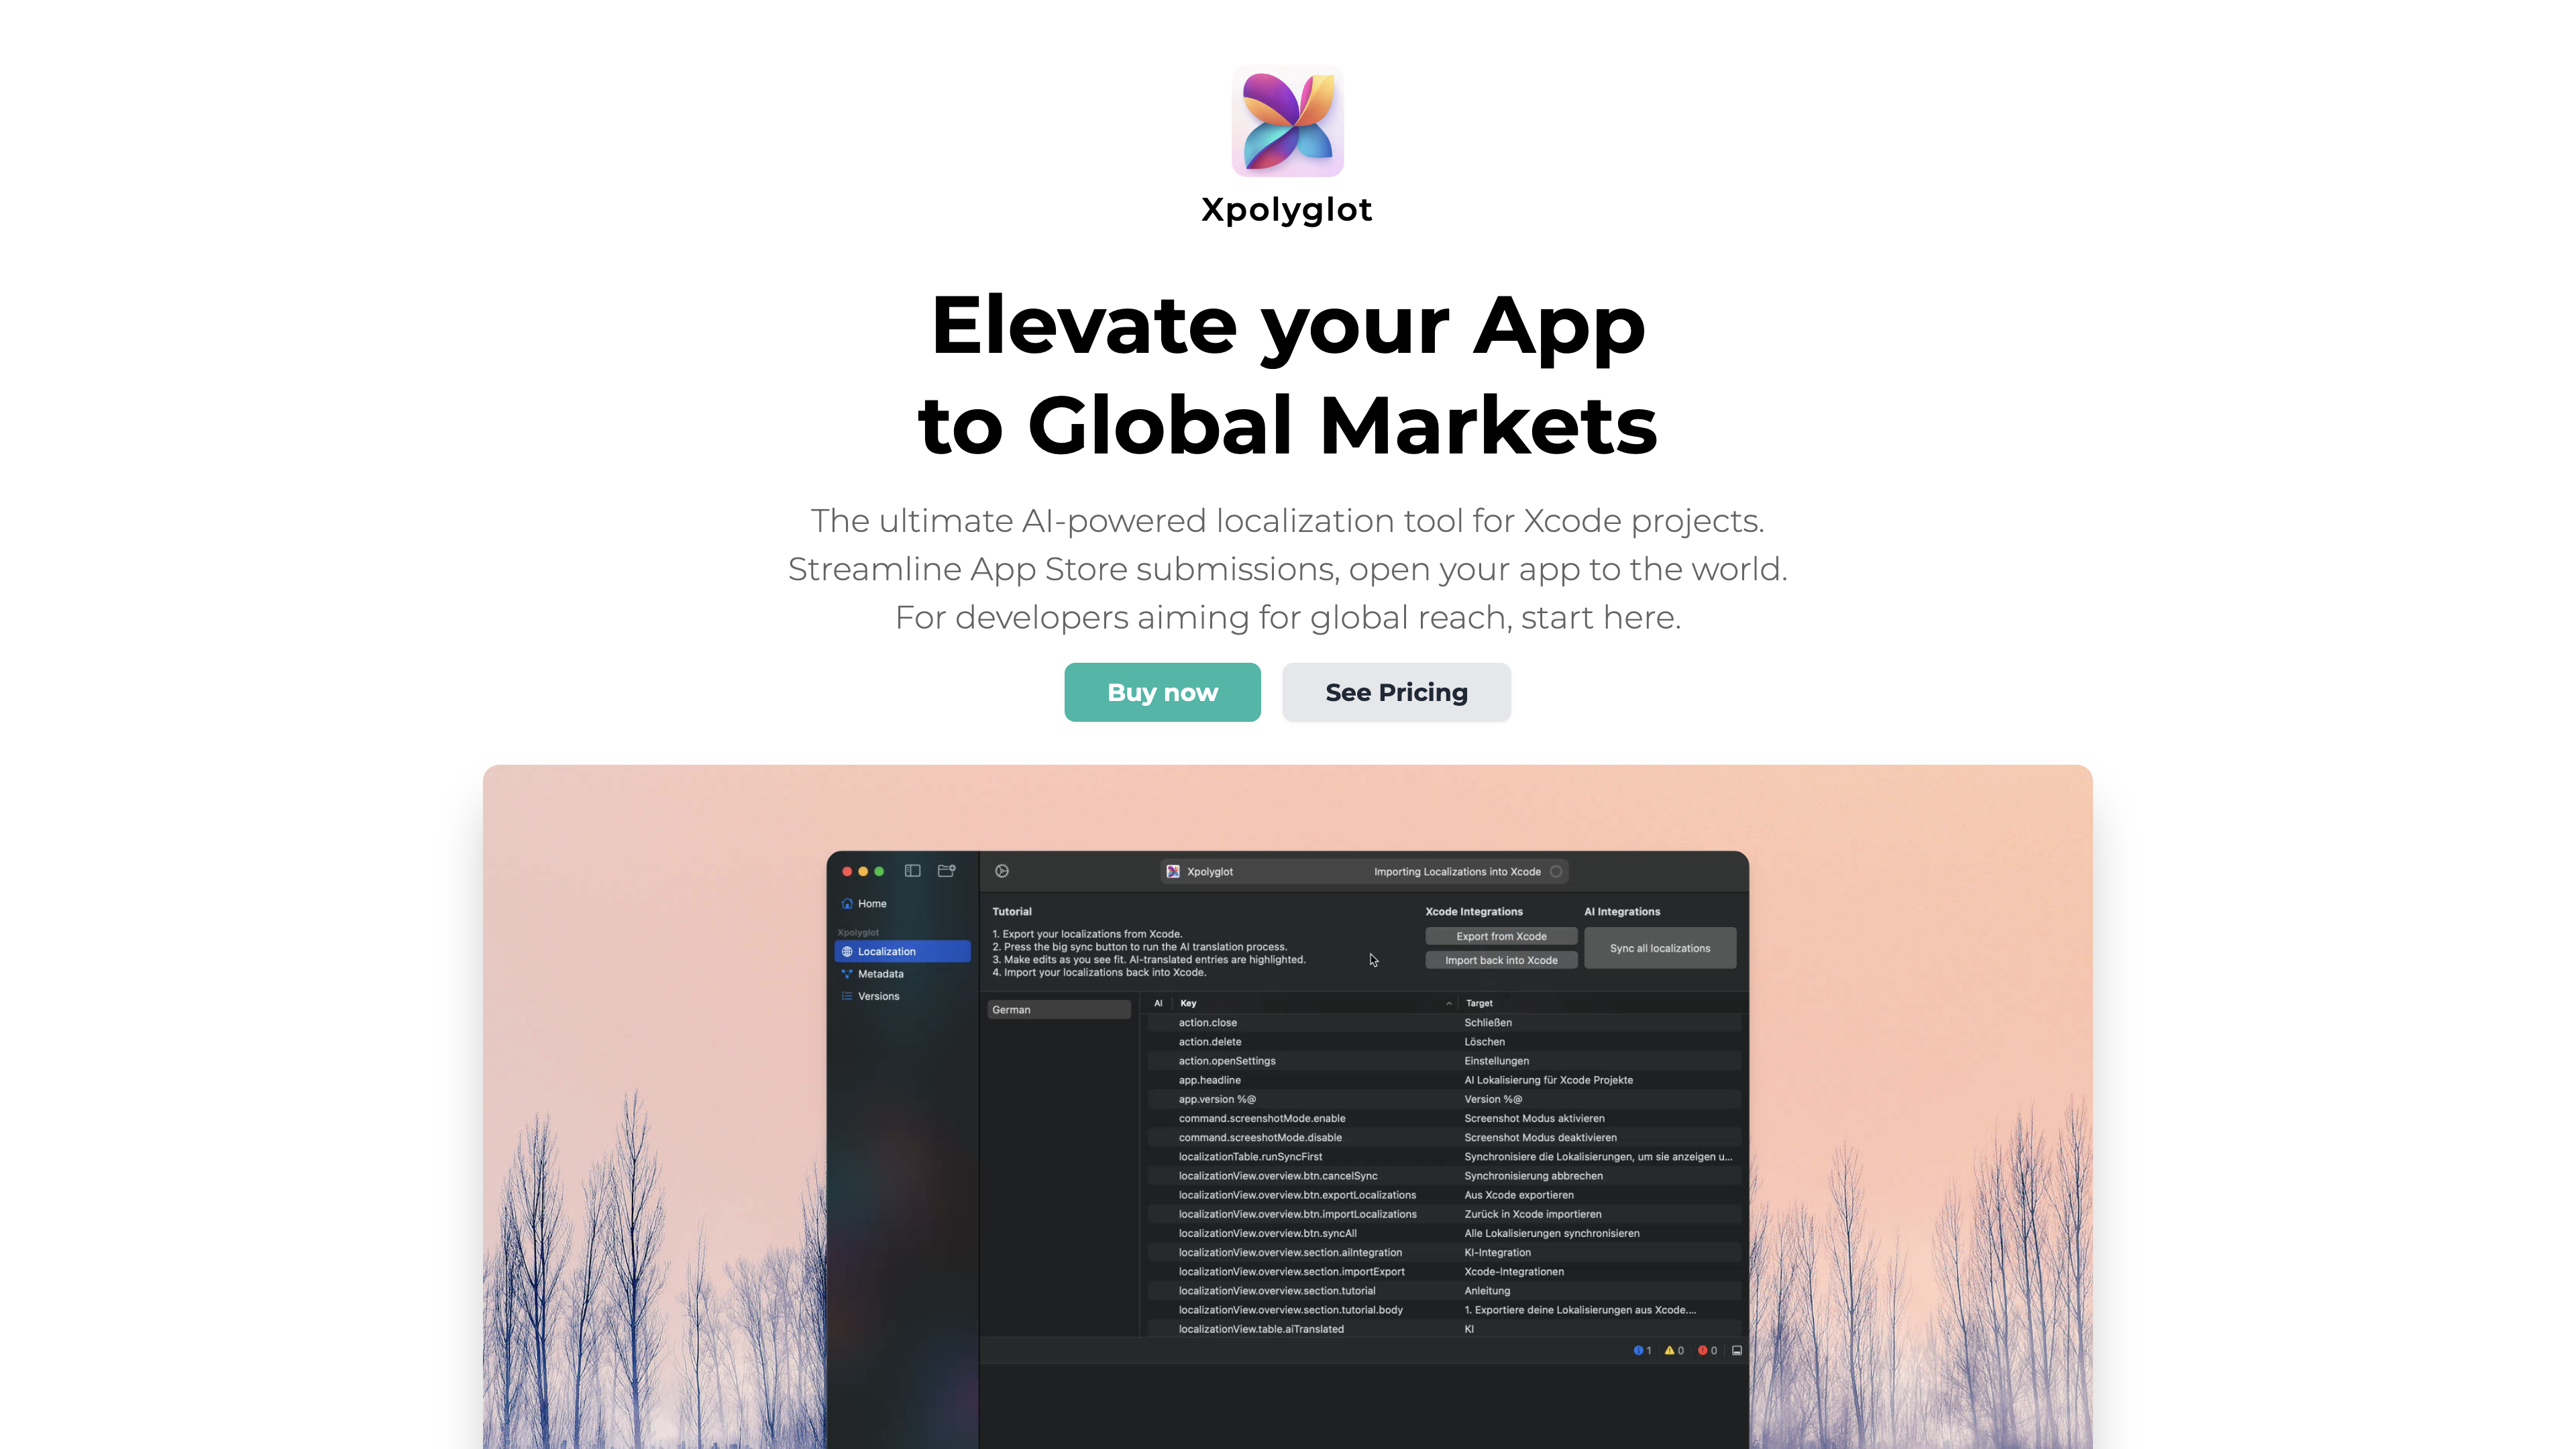 Xpolyglot
Elevate your App
to Global Markets
The ultimate AI-powered localization tool for Xcode projects.
Streamline App Store submissions, open your app to the world.
For developers aiming for global reach, start here.
Buy now
See Pricing
Xpolyglot
Importing Localizations into Xcode
Home
Xpolyglot
Localization
Metadata
Versions
Tutorial
1. Export your localizations from Xcode.
2. Press the big sync button to run the AI translation process.
3. Make edits as you see fit. AI-translated entries are highlighted.
4. Import your localizations back into Xcode.
Xcode Integrations
Export from Xcode
Import back into Xcode
AI Integrations
Sync all localizations
German
AI Key Target
action.close Schließen
action.delete Löschen
action.openSettings Einstellungen
app.headline AI Lokalisierung für Xcode Projekte
app.version %@ Version %@
command.screenshotMode.enable Screenshot Modus aktivieren
command.screeshotMode.disable Screenshot Modus deaktivieren
localizationTable.runSyncFirst Synchronisiere die Lokalisierungen, um sie anzeigen u...
localizationView.overview.btn.cancelSync Synchronisierung abbrechen
localizationView.overview.btn.exportLocalizations Aus Xcode exportieren
localizationView.overview.btn.importLocalizations Zurück in Xcode importieren
localizationView.overview.btn.syncAll Alle Lokalisierungen synchronisieren
localizationView.overview.section.aiIntegration KI-Integration
localizationView.overview.section.importExport Xcode-Integrationen
localizationView.overview.section.tutorial Anleitung
localizationView.overview.section.tutorial.body 1. Exportiere deine Lokalisierungen aus Xcode....
localizationView.table.aiTranslated KI
1 0 0